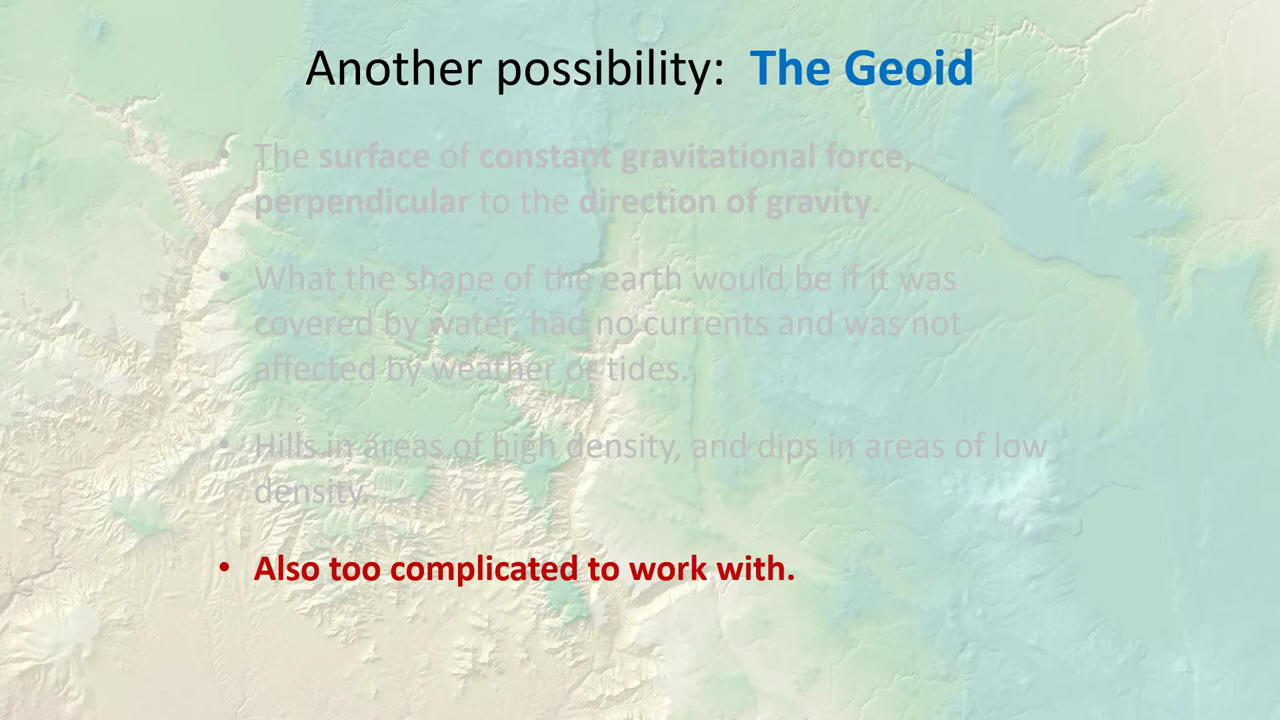 Another possibility: The Geoid
• The surface of constant gravitational force,
perpendicular to the direction of gravity.
• What the shape of the earth would be if it was
covered by water, had no currents and was not
affected by weather or tides.
• Hills in areas of high density, and dips in areas of low
density.
• Also too complicated to work with.